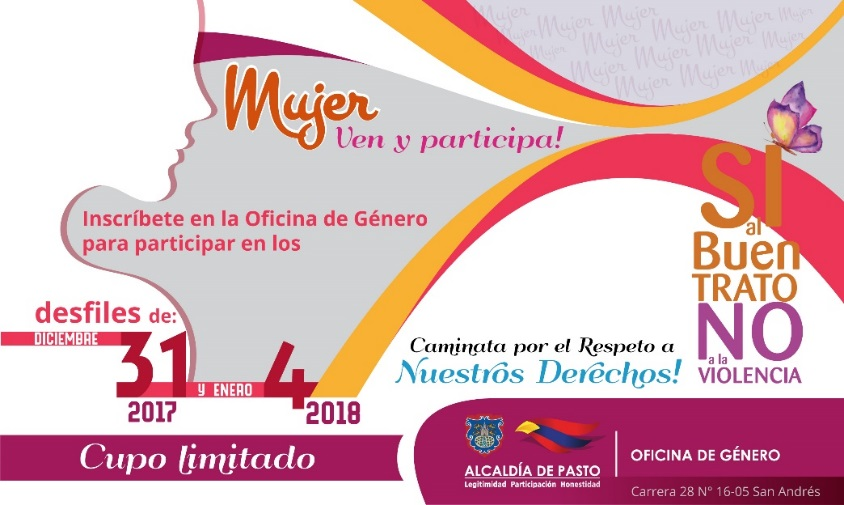 Mujer Mujer Mujer Mujer Mujer
Mujer Mujer Mujer Mujer
Mujer
Ven y participa!
Inscríbete en la Oficina de Género
para participar en los
desfiles de:
DICIEMBRE
31
2017
Y ENERO
4
2018
Cupo limitado
Caminata por el Respeto a
Nuestros Derechos!
SI
al
Buen
TRATO
NO
a la
VIOLENCIA
ALCALDÍA DE PASTO
Legitimidad Participación Honestidad
OFICINA DE GÉNERO
Carrera 28 N° 16-05 San Andrés